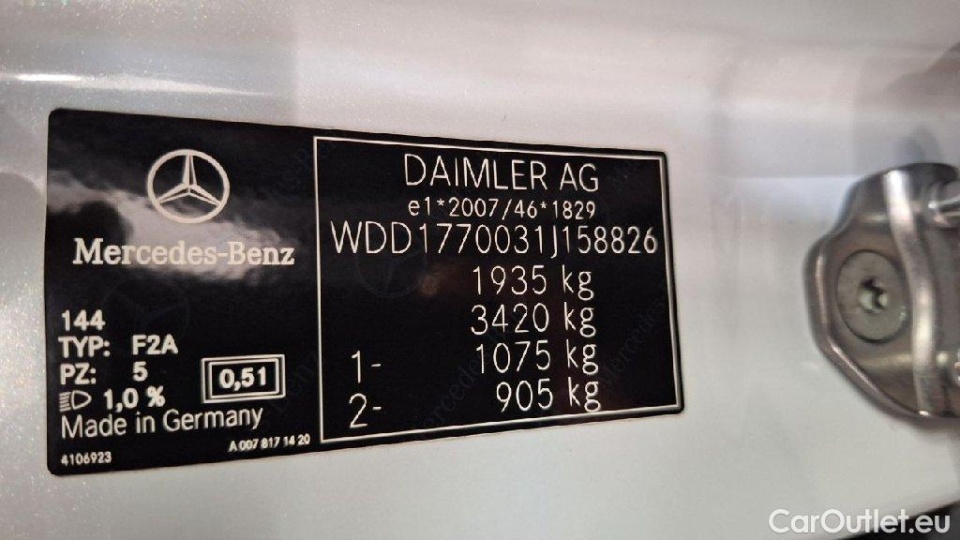 Mercedes-Benz
144
TYP: F2A
PZ: 5
1,0 %
0,51
Made in Germany
4106923
A 007 817 14 20
DAIMLER AG
e1*2007/46*1829
WDD1770031J158826
1935 kg
3420 kg
1- 1075 kg
2- 905 kg
CarOutlet.eu